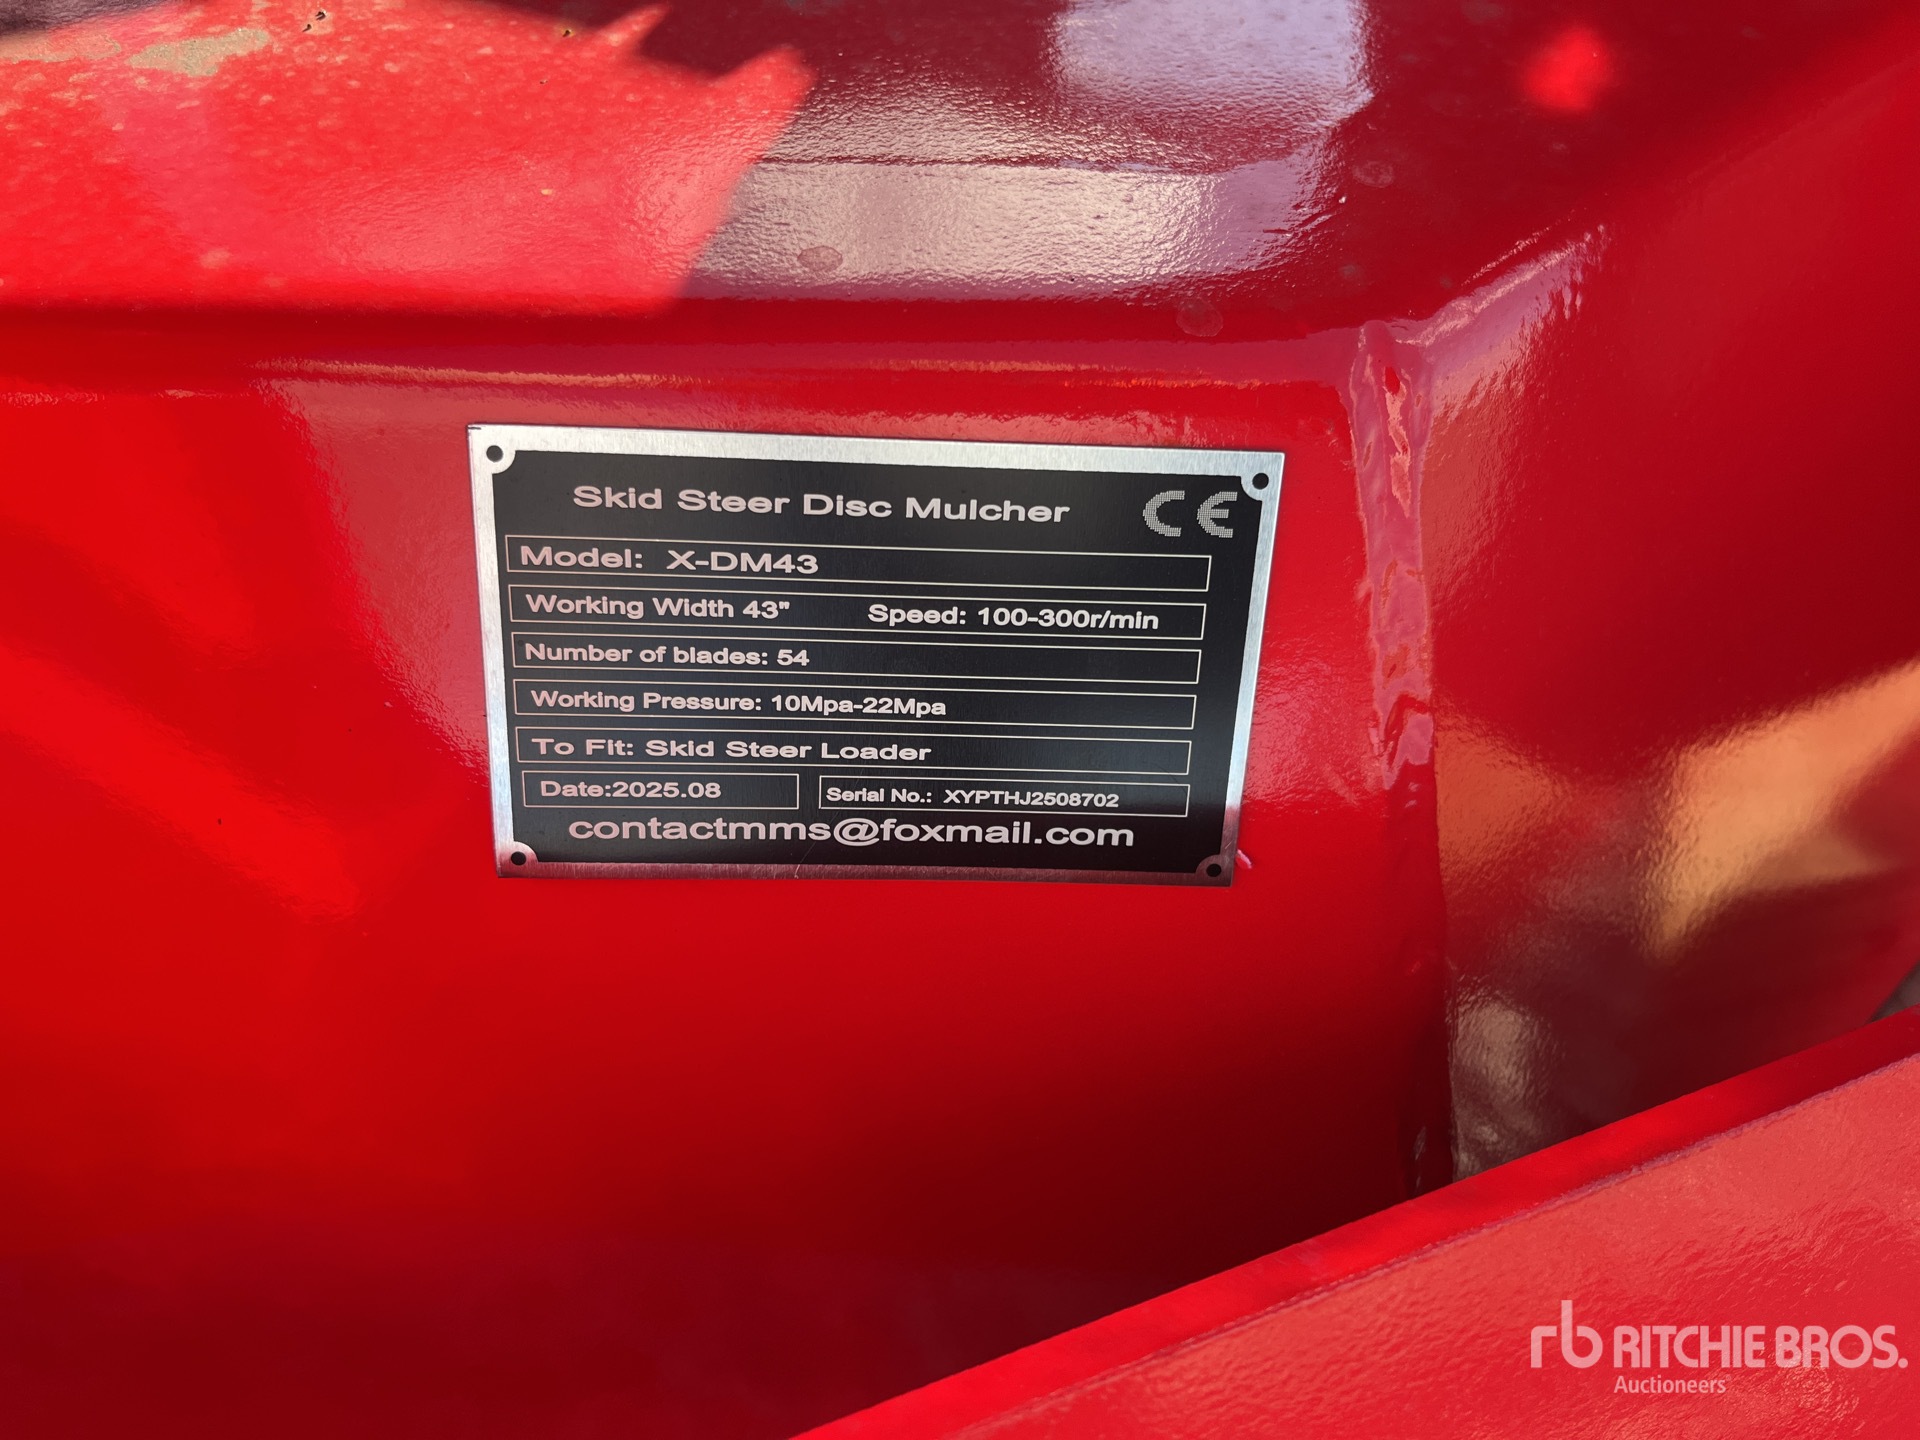 Skid Steer Disc Mulcher CE
Model: X-DM43
Working Width 43" Speed: 100-300r/min
Number of blades: 54
Working Pressure: 10Mpa-22Mpa
To Fit: Skid Steer Loader
Date:2025.08 Serial No.: XYPTHJ2508702
contactmms@foxmail.com
rb RITCHIE BROS.
Auctioneers